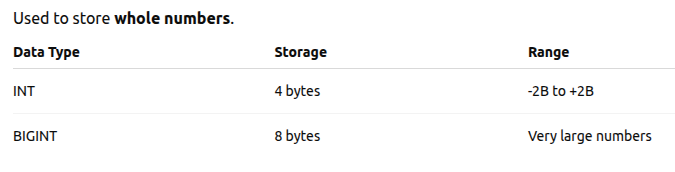 Used to store whole numbers.
Data Type Storage Range
INT 4 bytes -2B to +2B
BIGINT 8 bytes Very large numbers